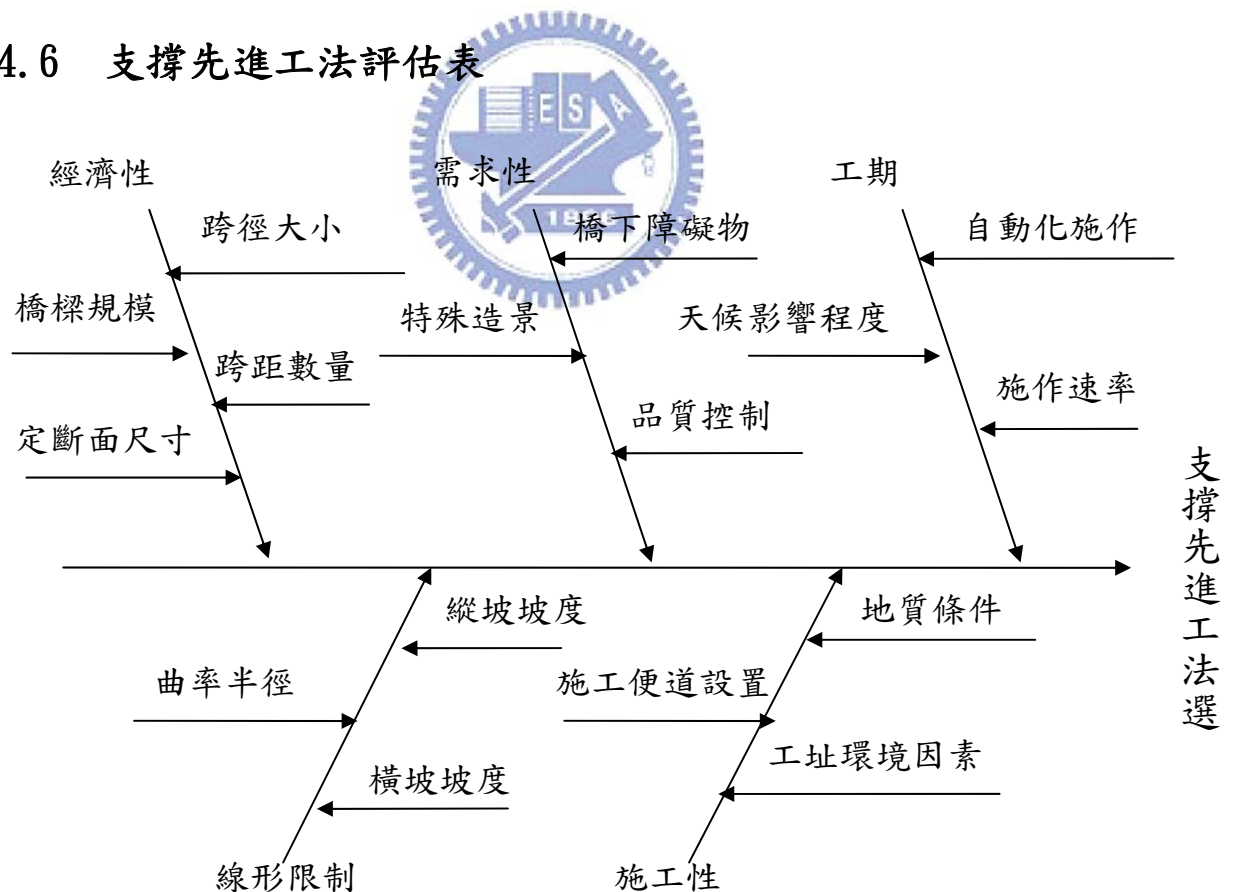 4.6 支撐先進工法評估表
ESA
1896
經濟性
需求性
工期
跨徑大小
橋下障礙物
自動化施作
橋樑規模
特殊造景
天候影響程度
跨距數量
施作速率
定斷面尺寸
品質控制
支撐先進工法選
縱坡坡度
地質條件
曲率半徑
施工便道設置
橫坡坡度
工址環境因素
線形限制
施工性